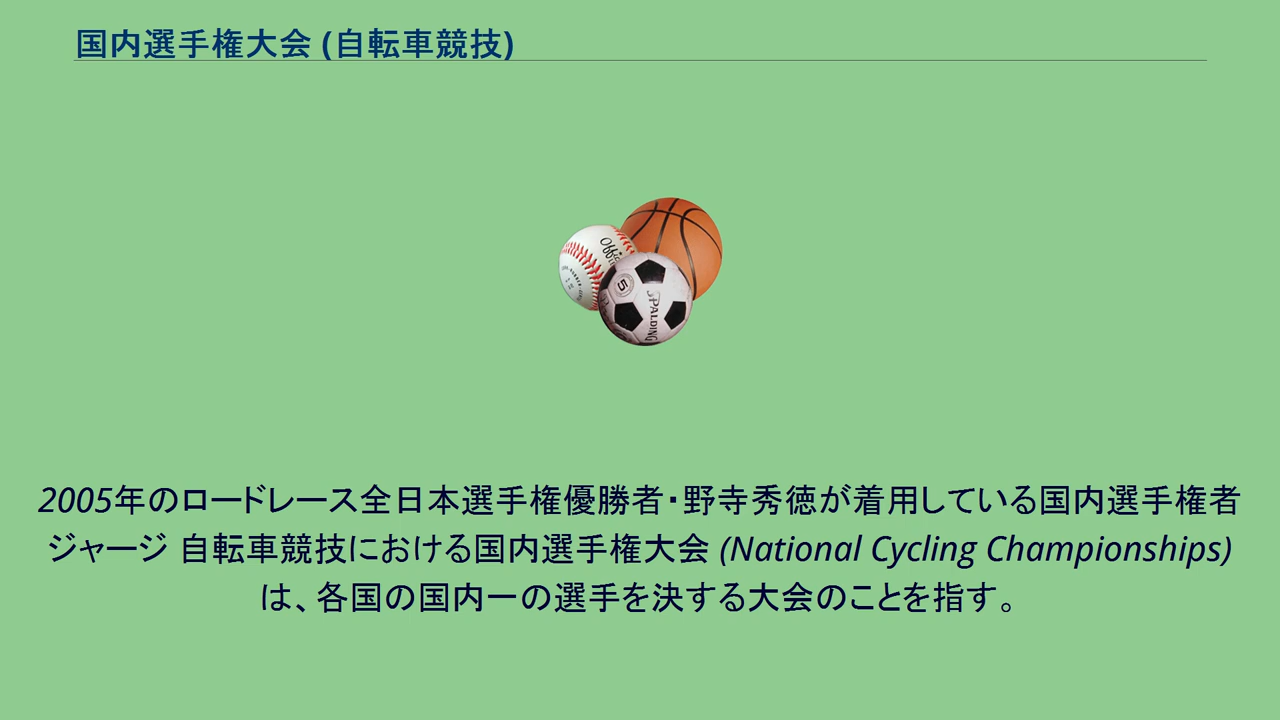 国内選手権大会 (自転車競技)
Offic
5
SPALDING
2005年のロードレース全日本選手権優勝者・野寺秀徳が着用している国内選手権者
ジャージ 自転車競技における国内選手権大会 (National Cycling Championships)
は、各国の国内一の選手を決する大会のことを指す。